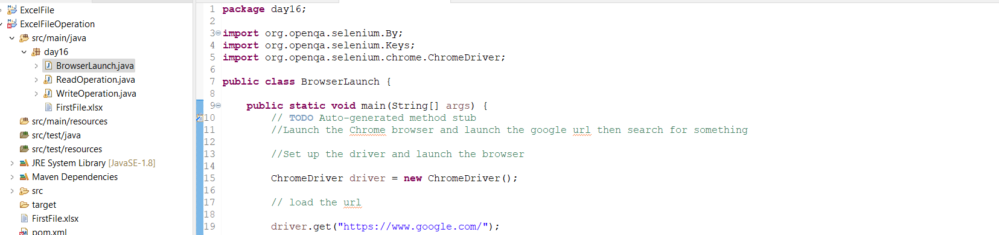 ExcelFile
ExcelFileOperation
src/main/java
day16
BrowserLaunch.java
ReadOperation.java
WriteOperation.java
FirstFile.xlsx
src/main/resources
src/test/java
src/test/resources
JRE System Library [JavaSE-1.8]
Maven Dependencies
src
target
FirstFile.xlsx
pom.xml
1 package day16;
2
3 import org.openqa.selenium.By;
4 import org.openqa.selenium.Keys;
5 import org.openqa.selenium.chrome.ChromeDriver;
6
7 public class BrowserLaunch {
8
9 public static void main(String[] args) {
10 // TODO Auto-generated method stub
11 //Launch the Chrome browser and launch the google url then search for something
12
13 //Set up the driver and launch the browser
14
15 ChromeDriver driver = new ChromeDriver();
16
17 // load the url
18
19 driver.get("https://www.google.com/");